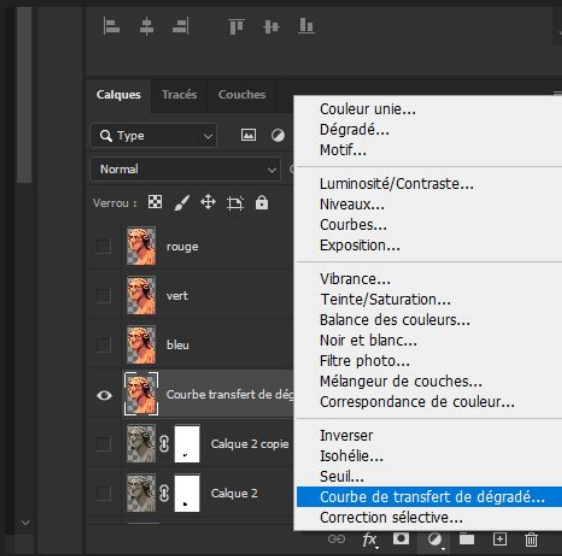 Calques Tracés Couches
Type
Normal
Verrou :
rouge
vert
bleu
Courbe transfert de dég
Calque 2 copie
Calque 2
fx
Couleur unie...
Dégradé...
Motif...
Luminosité/Contraste...
Niveaux...
Courbes...
Exposition...
Vibrance...
Teinte/Saturation...
Balance des couleurs...
Noir et blanc...
Filtre photo...
Mélangeur de couches...
Correspondance de couleur...
Inverser
Isohélie...
Seuil...
Courbe de transfert de dégradé...
Correction sélective...